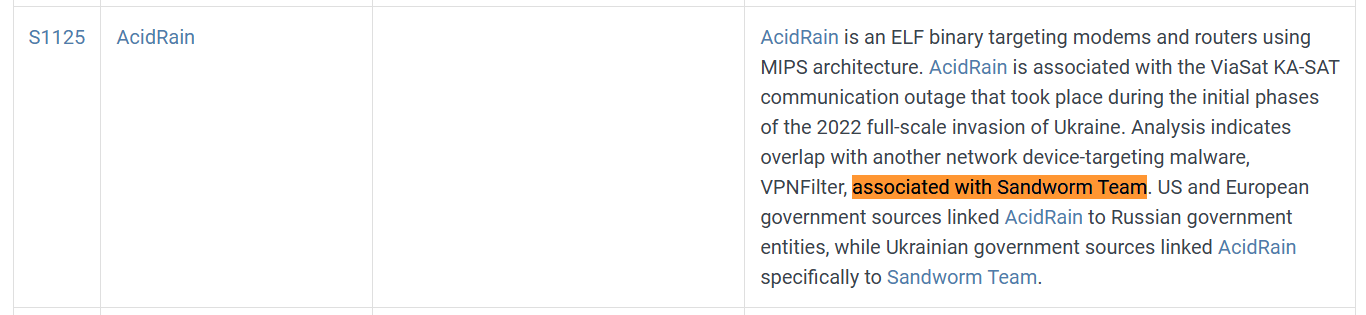 S1125 AcidRain AcidRain is an ELF binary targeting modems and routers using
MIPS architecture. AcidRain is associated with the ViaSat KA-SAT
communication outage that took place during the initial phases
of the 2022 full-scale invasion of Ukraine. Analysis indicates
overlap with another network device-targeting malware,
VPNFilter, associated with Sandworm Team. US and European
government sources linked AcidRain to Russian government
entities, while Ukrainian government sources linked AcidRain
specifically to Sandworm Team.